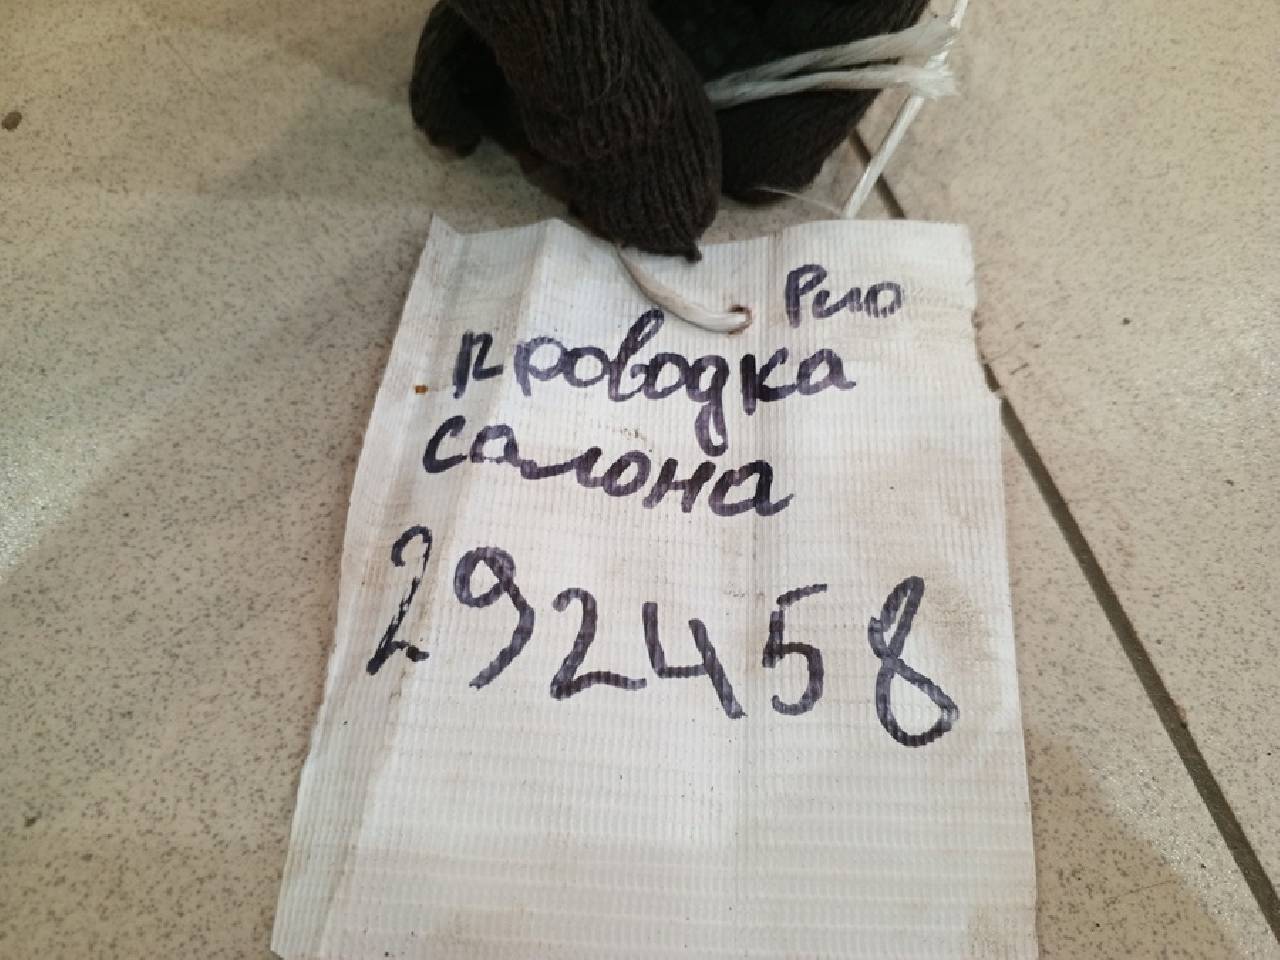 Рио
проводка
салона
292458